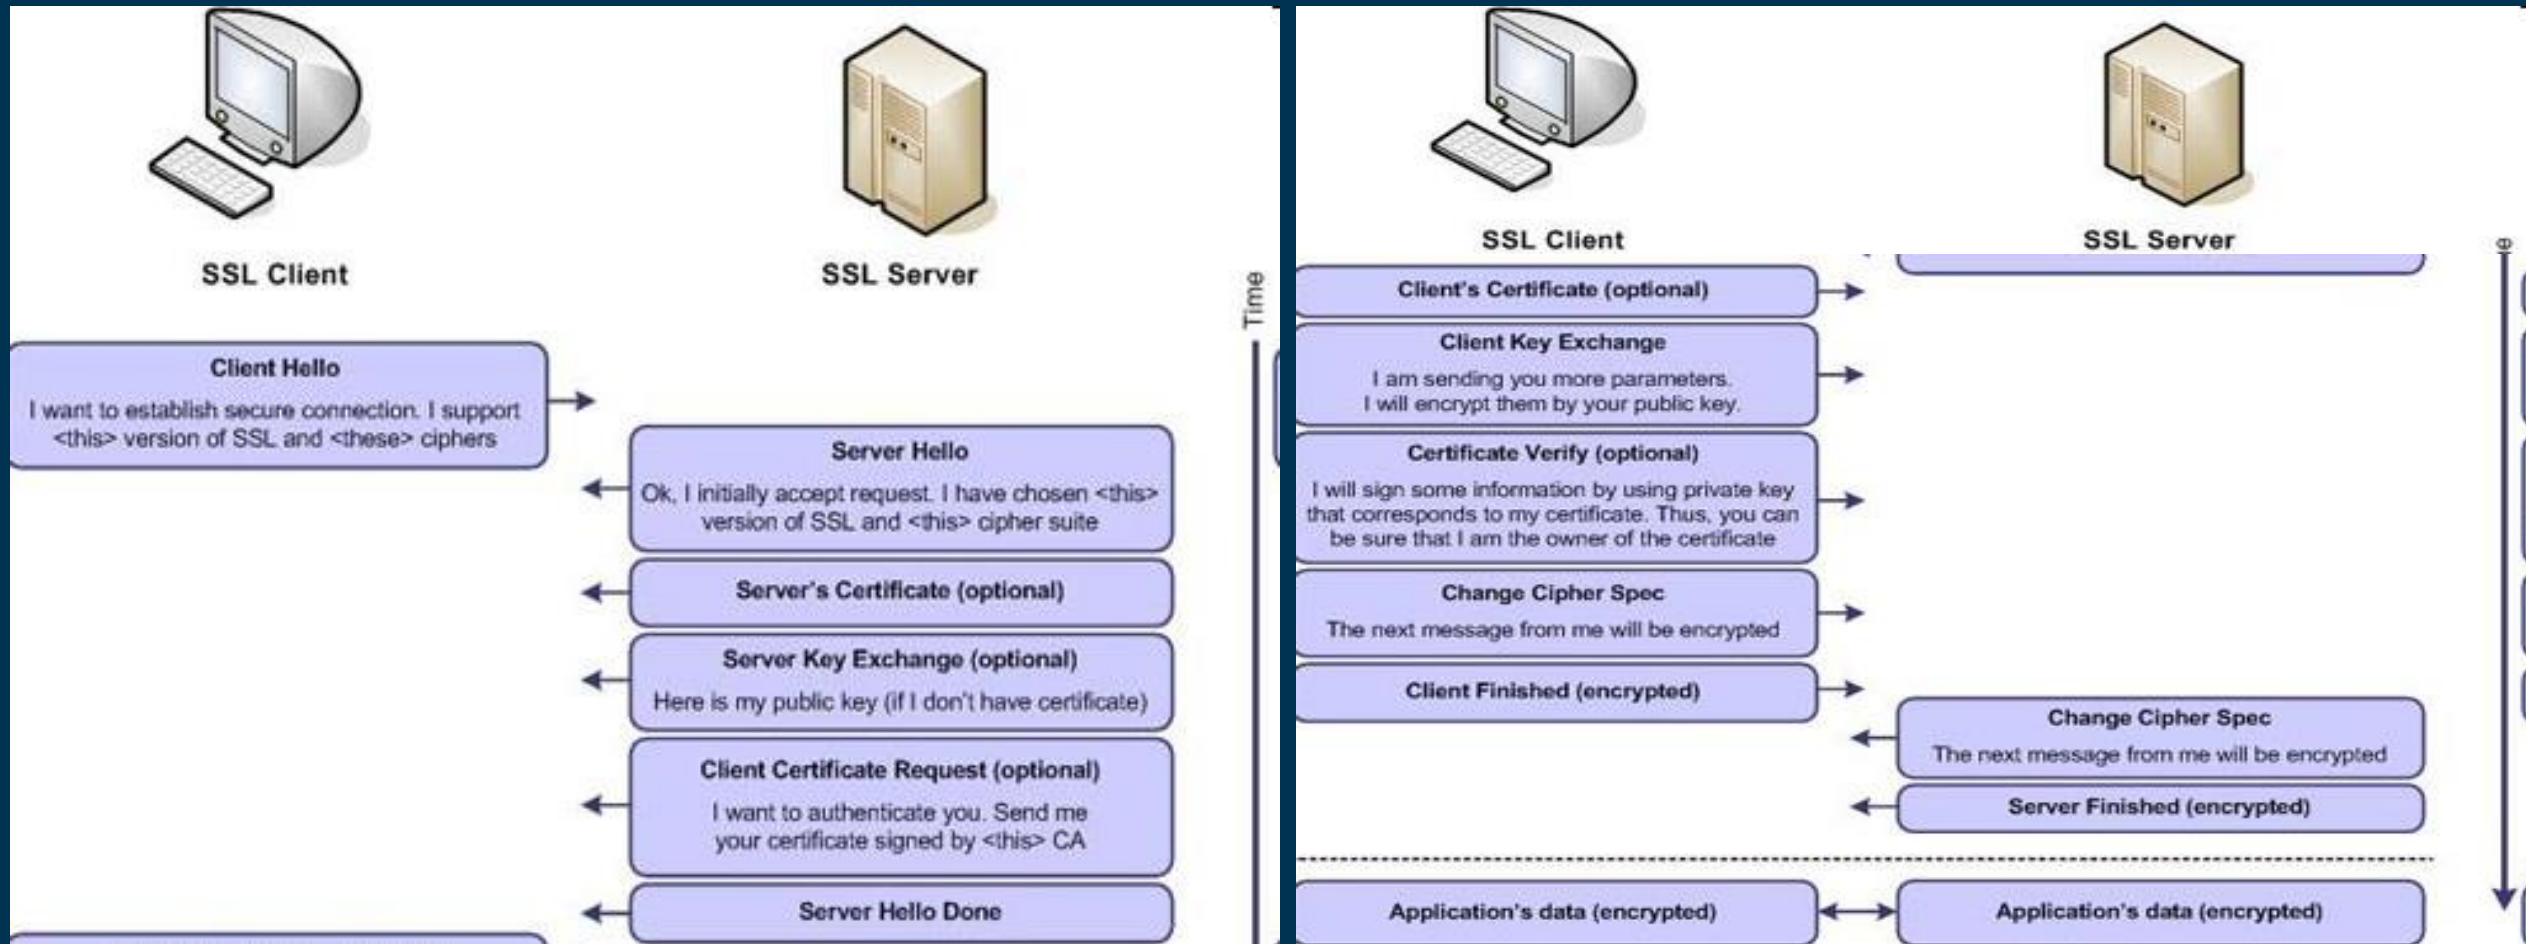 SSL Client
SSL Server
Time
Client Hello
I want to establish secure connection. I support
<this> version of SSL and <these> ciphers
Server Hello
Ok, I initially accept request. I have chosen <this>
version of SSL and <this> cipher suite
Server's Certificate (optional)
Server Key Exchange (optional)
Here is my public key (if I don't have certificate)
Client Certificate Request (optional)
I want to authenticate you. Send me
your certificate signed by <this> CA
Server Hello Done
SSL Client
SSL Server
Client's Certificate (optional)
Client Key Exchange
I am sending you more parameters.
I will encrypt them by your public key.
Certificate Verify (optional)
I will sign some information by using private key
that corresponds to my certificate. Thus, you can
be sure that I am the owner of the certificate
Change Cipher Spec
The next message from me will be encrypted
Client Finished (encrypted)
Change Cipher Spec
The next message from me will be encrypted
Server Finished (encrypted)
Application's data (encrypted)
Application's data (encrypted)